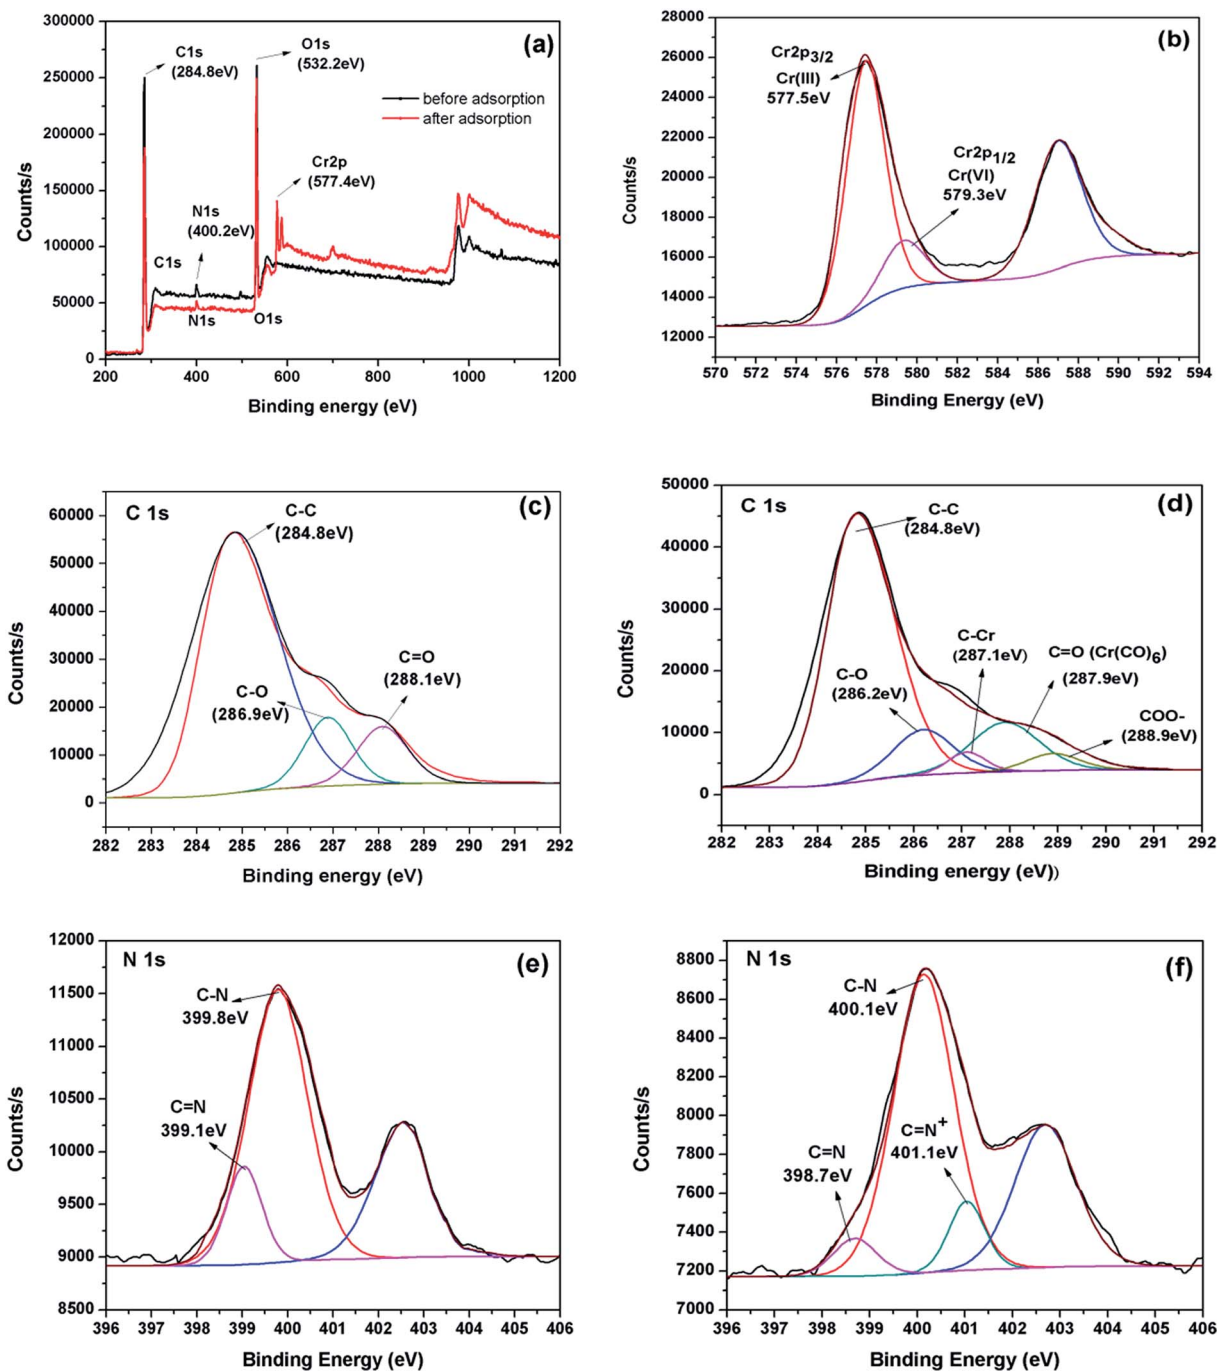 (a)
300000
250000
200000
150000
100000
50000
0
Counts/s
C1s
(284.8eV)
O1s
(532.2eV)
before adsorption
after adsorption
Cr2p
(577.4eV)
N1s
(400.2eV)
C1s
N1s
O1s
200 400 600 800 1000 1200
Binding energy (eV)
(b)
28000
26000
24000
22000
20000
18000
16000
14000
12000
Counts/s
Cr2p3/2
Cr(III)
577.5eV
Cr2p1/2
Cr(VI)
579.3eV
570 572 574 576 578 580 582 584 586 588 590 592 594
Binding Energy (eV)
(c)
C 1s
60000
50000
40000
30000
20000
10000
0
Counts/s
C-C
(284.8eV)
C=O
(288.1eV)
C-O
(286.9eV)
282 283 284 285 286 287 288 289 290 291 292
Binding energy (eV)
(d)
C 1s
50000
40000
30000
20000
10000
0
Counts/s
C-C
(284.8eV)
C-Cr
(287.1eV)
C=O (Cr(CO)6)
(287.9eV)
C-O
(286.2eV)
COO-
(288.9eV)
282 283 284 285 286 287 288 289 290 291 292
Binding energy (eV))
(e)
N 1s
12000
11500
11000
10500
10000
9500
9000
8500
Counts/s
C-N
399.8eV
C=N
399.1eV
396 397 398 399 400 401 402 403 404 405 406
Binding Energy (eV)
(f)
N 1s
8800
8600
8400
8200
8000
7800
7600
7400
7200
7000
Counts/s
C-N
400.1eV
C=N+
401.1eV
C=N
398.7eV
396 397 398 399 400 401 402 403 404 405 406
Binding Energy (eV)